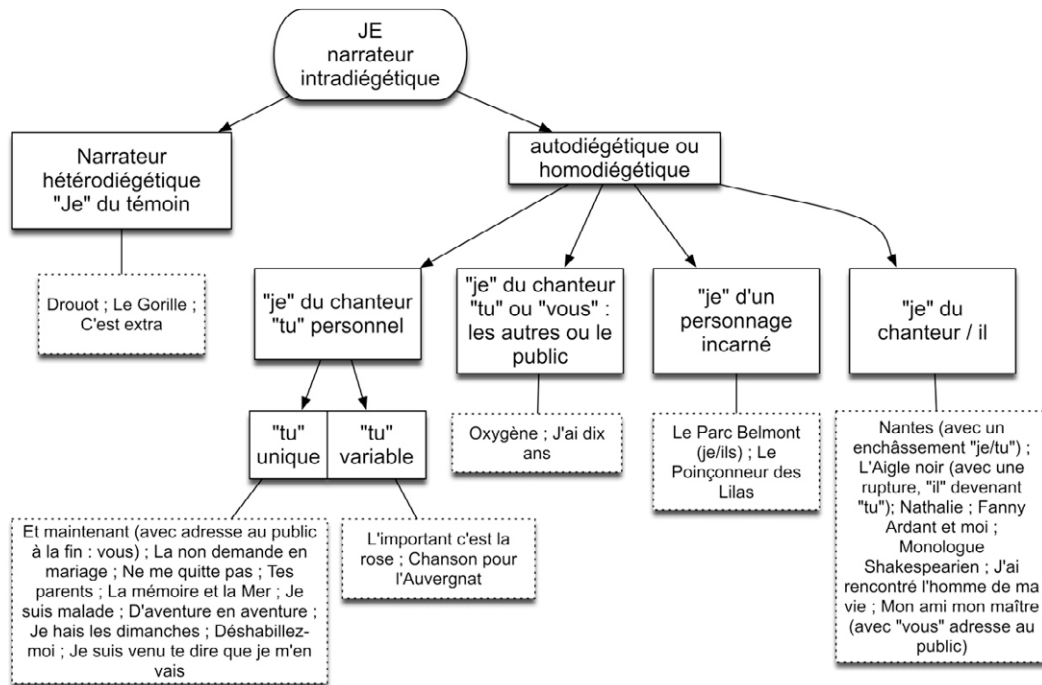 JE
narrateur
intradiégétique
Narrateur
hétérodiégétique
"Je" du témoin
autodiégétique ou
homodiégétique
Drouot ; Le Gorille ;
C'est extra
"je" du chanteur
"tu" personnel
"je" du chanteur
"tu" ou "vous" :
les autres ou le
public
"je" d'un
personnage
incarné
"je" du
chanteur / il
"tu"
unique
"tu"
variable
Oxygène ; J'ai dix
ans
Le Parc Belmont
(je/ils) ; Le
Poinçonneur des
Lilas
Nantes (avec un
enchâssement "je/tu") ;
L'Aigle noir (avec une
rupture, "il" devenant
"tu"); Nathalie ; Fanny
Ardant et moi ;
Monologue
Shakespearien ; J'ai
rencontré l'homme de ma
vie ; Mon ami mon maître
(avec "vous" adresse au
public)
Et maintenant (avec adresse au public
à la fin : vous) ; La non demande en
mariage ; Ne me quitte pas ; Tes
parents ; La mémoire et la Mer ; Je
suis malade ; D'aventure en aventure ;
Je hais les dimanches ; Déshabillez-
moi ; Je suis venu te dire que je m'en
vais
L'important c'est la
rose ; Chanson pour
l'Auvergnat